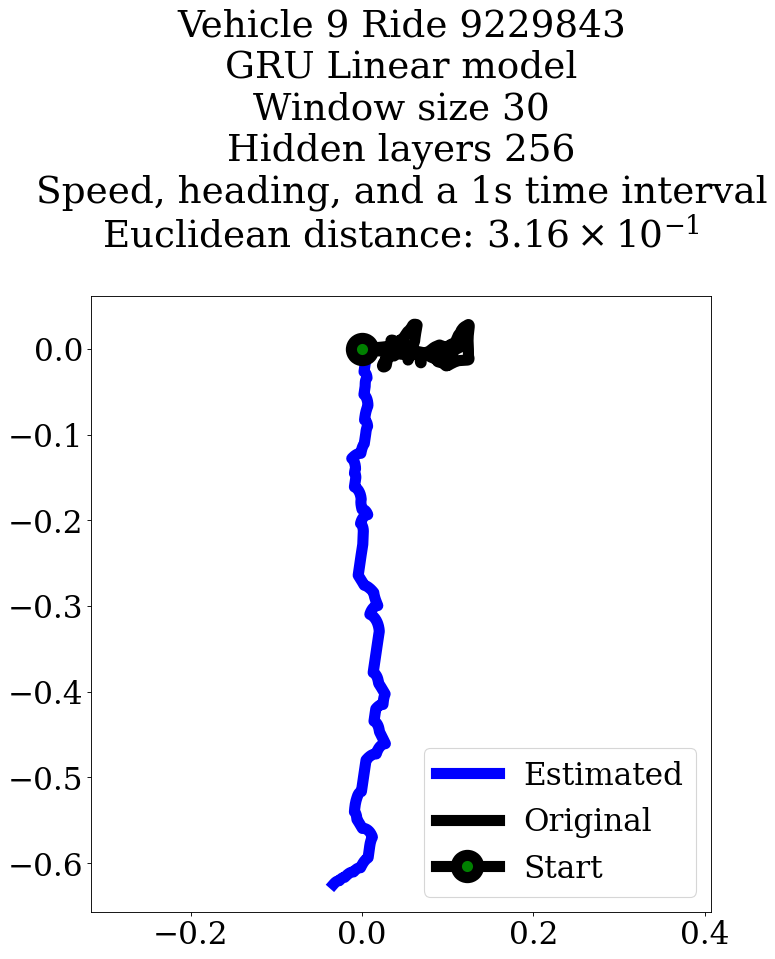 Vehicle 9 Ride 9229843
GRU Linear model
Window size 30
Hidden layers 256
Speed, heading, and a 1s time interval
Euclidean distance: 3.16 × 10⁻¹
0.0
−0.1
−0.2
−0.3
−0.4
−0.5
−0.6
Estimated
Original
Start
−0.2 0.0 0.2 0.4